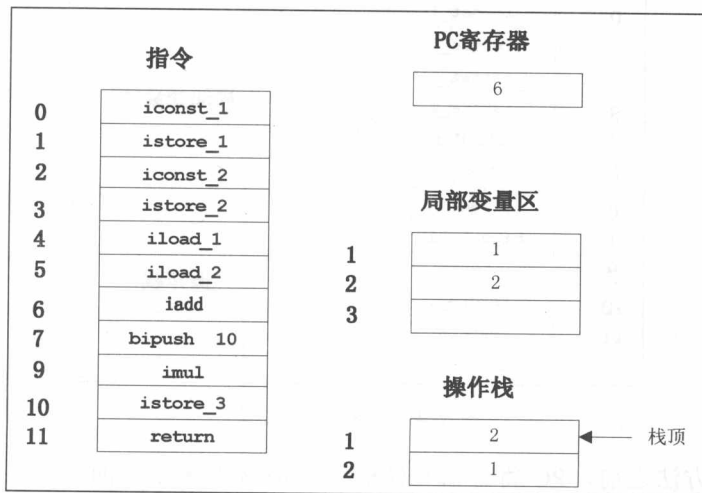 指令
0 iconst_1
1 istore_1
2 iconst_2
3 istore_2
4 iload_1
5 iload_2
6 iadd
7 bipush 10
9 imul
10 istore_3
11 return
PC寄存器
6
局部变量区
1 1
2 2
3
操作栈
1 2 栈顶
2 1